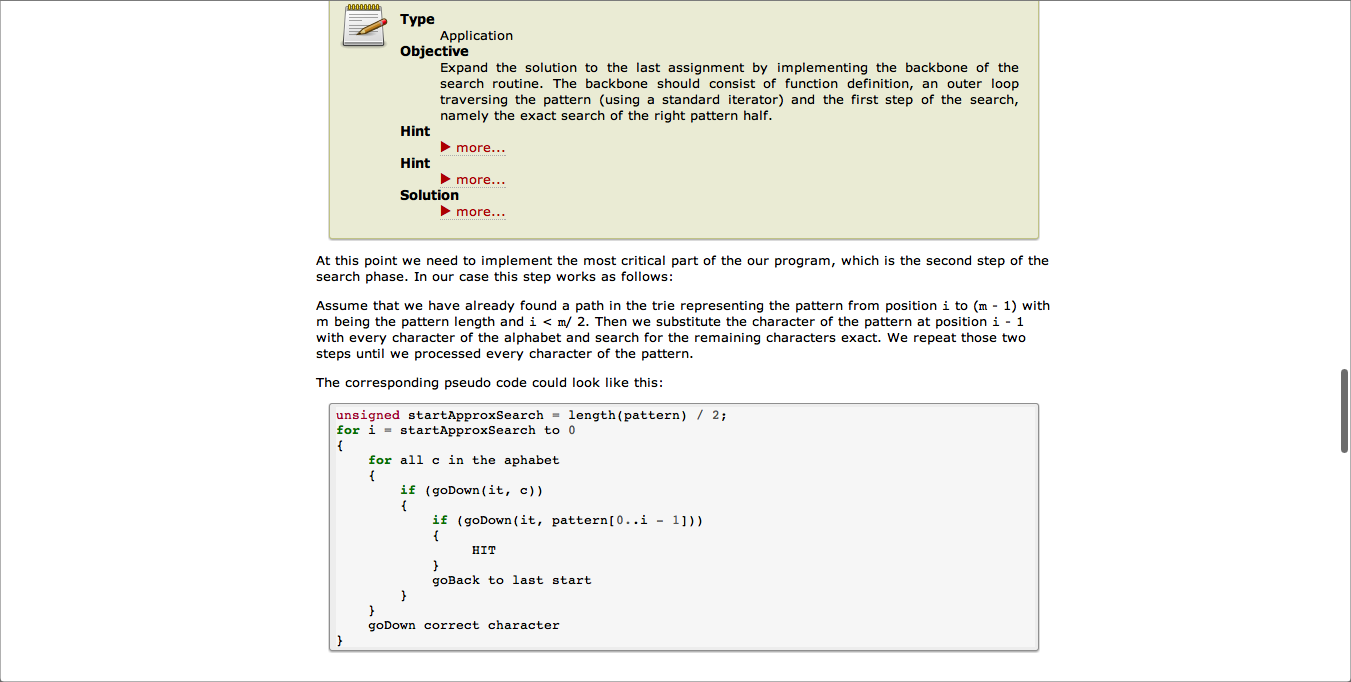 Type
Application
Objective
Expand the solution to the last assignment by implementing the backbone of the
search routine. The backbone should consist of function definition, an outer loop
traversing the pattern (using a standard iterator) and the first step of the search,
namely the exact search of the right pattern half.
Hint
more...
Hint
more...
Solution
more...
At this point we need to implement the most critical part of the our program, which is the second step of the
search phase. In our case this step works as follows:
Assume that we have already found a path in the trie representing the pattern from position i to (m - 1) with
m being the pattern length and i < m/ 2. Then we substitute the character of the pattern at position i - 1
with every character of the alphabet and search for the remaining characters exact. We repeat those two
steps until we processed every character of the pattern.
The corresponding pseudo code could look like this:
unsigned startApproxSearch = length(pattern) / 2;
for i = startApproxSearch to 0
{
    for all c in the aphabet
    {
        if (goDown(it, c))
        {
            if (goDown(it, pattern[0..i - 1]))
            {
                 HIT
            }
            goBack to last start
        }
    }
    goDown correct character
}